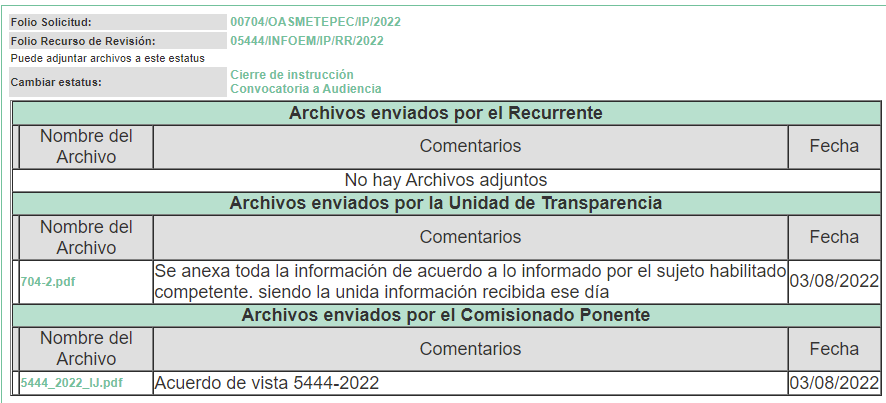 Folio Solicitud: 00704/OASMETEPEC/IP/2022
Folio Recurso de Revisión: 05444/INFOEM/IP/RR/2022
Puede adjuntar archivos a este estatus
Cambiar estatus: Cierre de instrucción
Convocatoria a Audiencia
Archivos enviados por el Recurrente
Nombre del Archivo Comentarios Fecha
No hay Archivos adjuntos
Archivos enviados por la Unidad de Transparencia
Nombre del Archivo Comentarios Fecha
704-2.pdf Se anexa toda la información de acuerdo a lo informado por el sujeto habilitado competente. siendo la unida información recibida ese día 03/08/2022
Archivos enviados por el Comisionado Ponente
Nombre del Archivo Comentarios Fecha
5444_2022_IJ.pdf Acuerdo de vista 5444-2022 03/08/2022